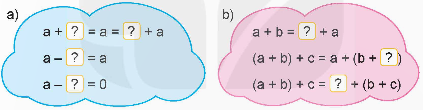 a)
a + ? = a = ? + a
a – ? = a
a – ? = 0
b)
a + b = ? + a
(a + b) + c = a + (b + ?)
(a + b) + c = ? + (b + c)